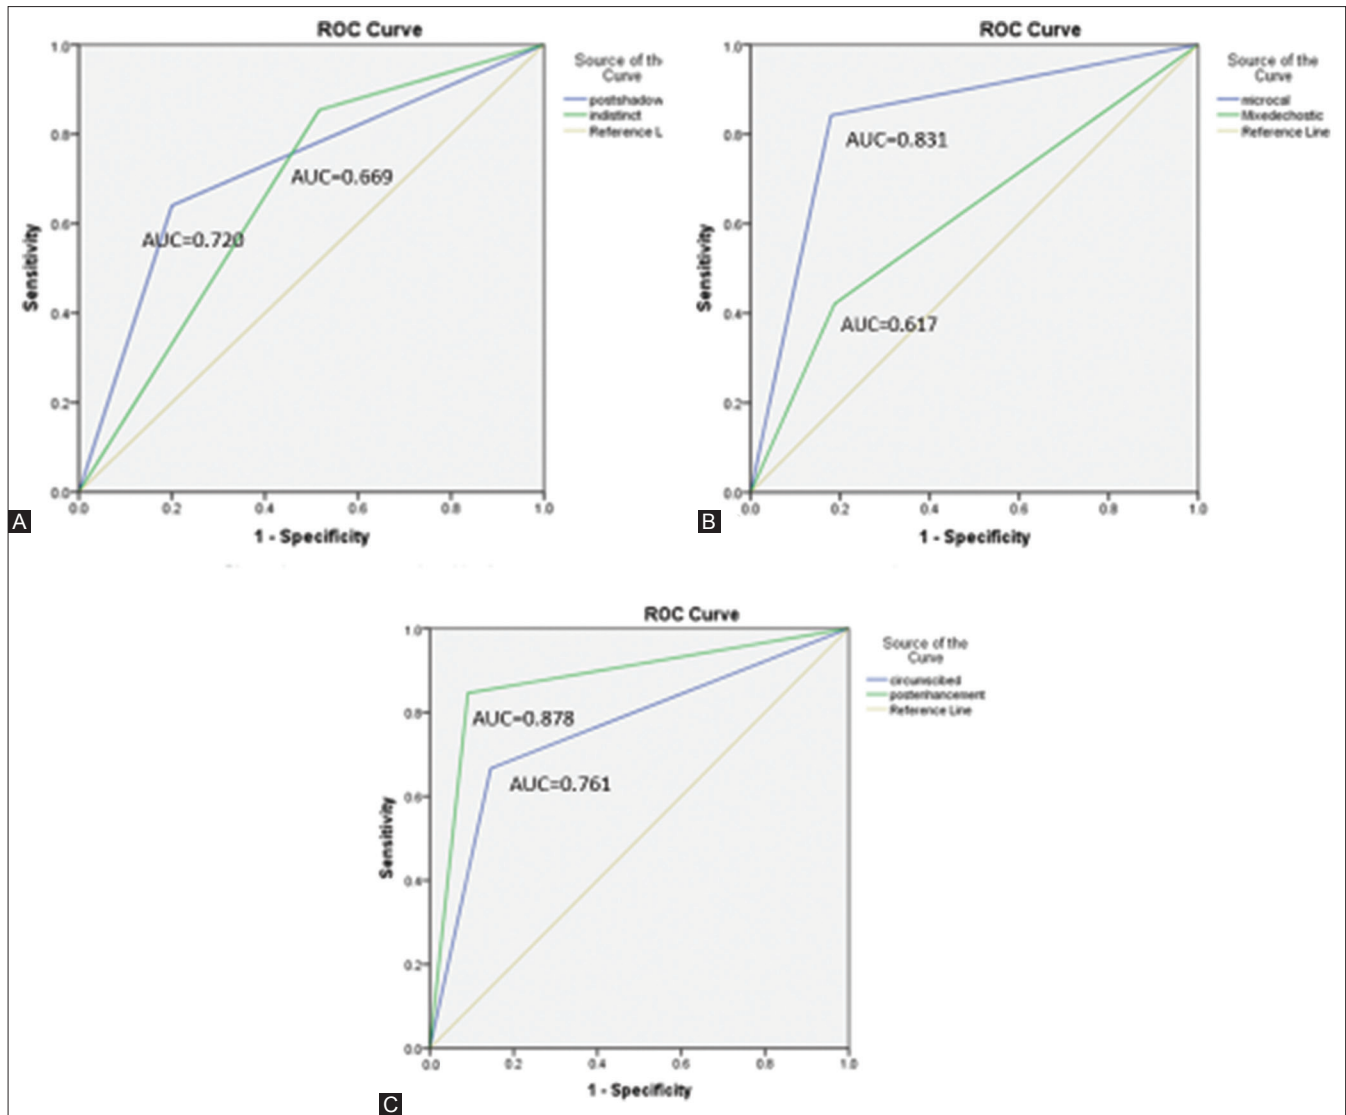 ROC Curve
Source of th
Curve
postshadow
indistinct
Reference L
1.0
0.8
0.6
0.4
0.2
0.0
Sensitivity
AUC=0.669
AUC=0.720
0.0 0.2 0.4 0.6 0.8 1.0
1 - Specificity
A
ROC Curve
Source of the
Curve
microcal
Mixedechostic
Reference Line
1.0
0.8
0.6
0.4
0.2
0.0
Sensitivity
AUC=0.831
AUC=0.617
0.0 0.2 0.4 0.6 0.8 1.0
1 - Specificity
B
ROC Curve
Source of the
Curve
circumscibed
postenhancement
Reference Line
1.0
0.8
0.6
0.4
0.2
0.0
Sensitivity
AUC=0.878
AUC=0.761
0.0 0.2 0.4 0.6 0.8 1.0
1 - Specificity
C